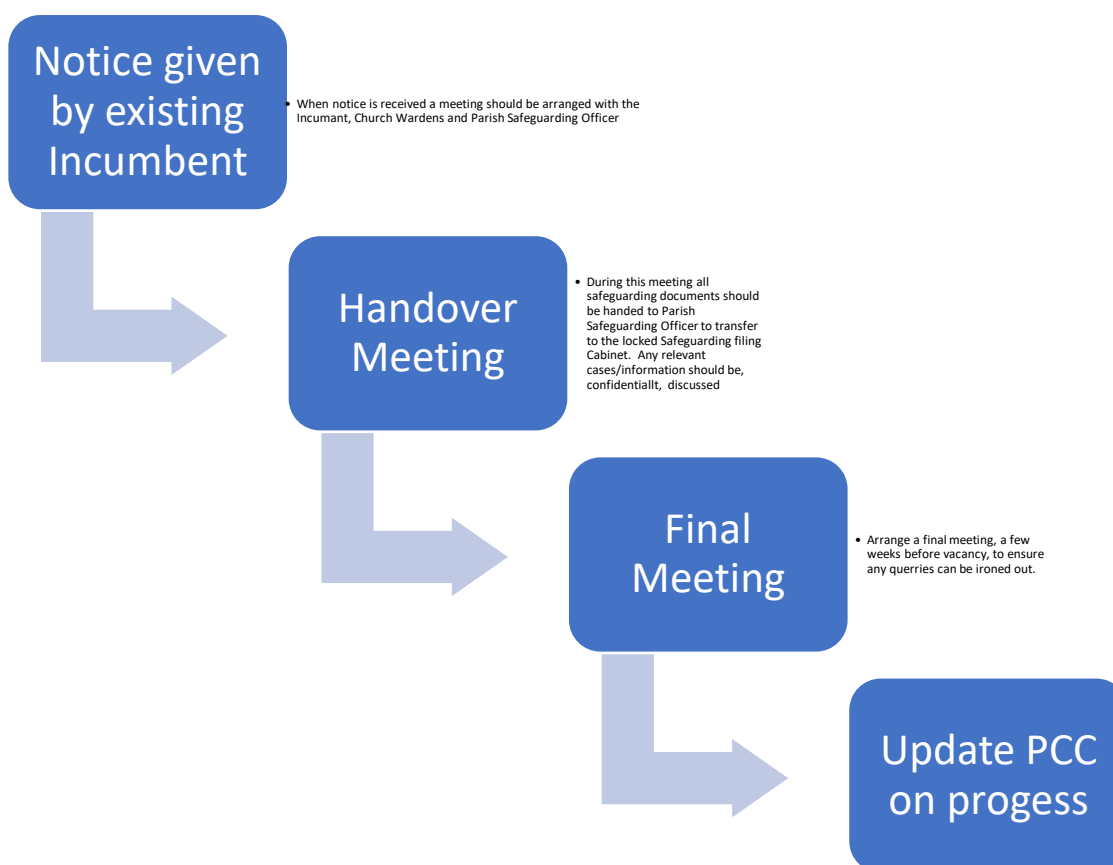 Notice given
by existing
Incumbent
• When notice is received a meeting should be arranged with the
Incumant, Church Wardens and Parish Safeguarding Officer
Handover
Meeting
• During this meeting all
safeguarding documents should
be handed to Parish
Safeguarding Officer to transfer
to the locked Safeguarding filing
Cabinet. Any relevant
cases/information should be,
confidentiallt, discussed
Final
Meeting
• Arrange a final meeting, a few
weeks before vacancy, to ensure
any querries can be ironed out.
Update PCC
on progess